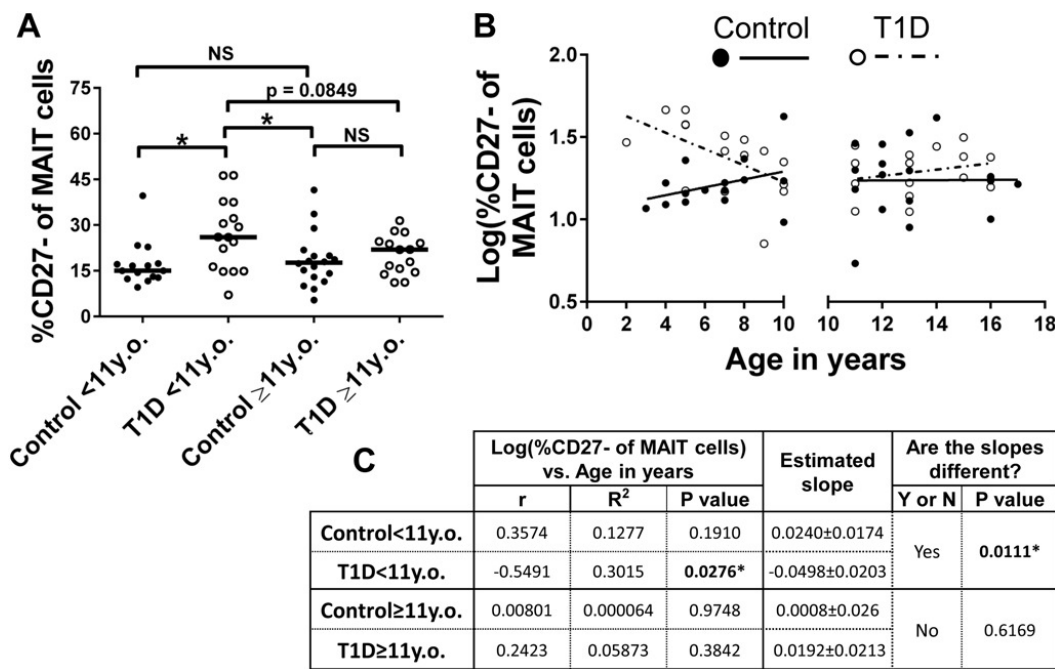 A
NS
p = 0.0849
*
*
NS
%CD27- of MAIT cells
75
60
45
30
15
0
Control <11y.o.
T1D <11y.o.
Control ≥11y.o.
T1D ≥11y.o.
B
Control
T1D
Log(%CD27- of
MAIT cells)
2.0
1.5
1.0
0.5
0 2 4 6 8 10
10 12 14 16 18
Age in years
C
Log(%CD27- of MAIT cells)
vs. Age in years
Estimated
slope
Are the slopes
different?
r R² P value Y or N P value
Control<11y.o. 0.3574 0.1277 0.1910 0.0240±0.0174
Yes 0.0111*
T1D<11y.o. -0.5491 0.3015 0.0276* -0.0498±0.0203
Control≥11y.o. 0.00801 0.000064 0.9748 0.0008±0.026
No 0.6169
T1D≥11y.o. 0.2423 0.05873 0.3842 0.0192±0.0213